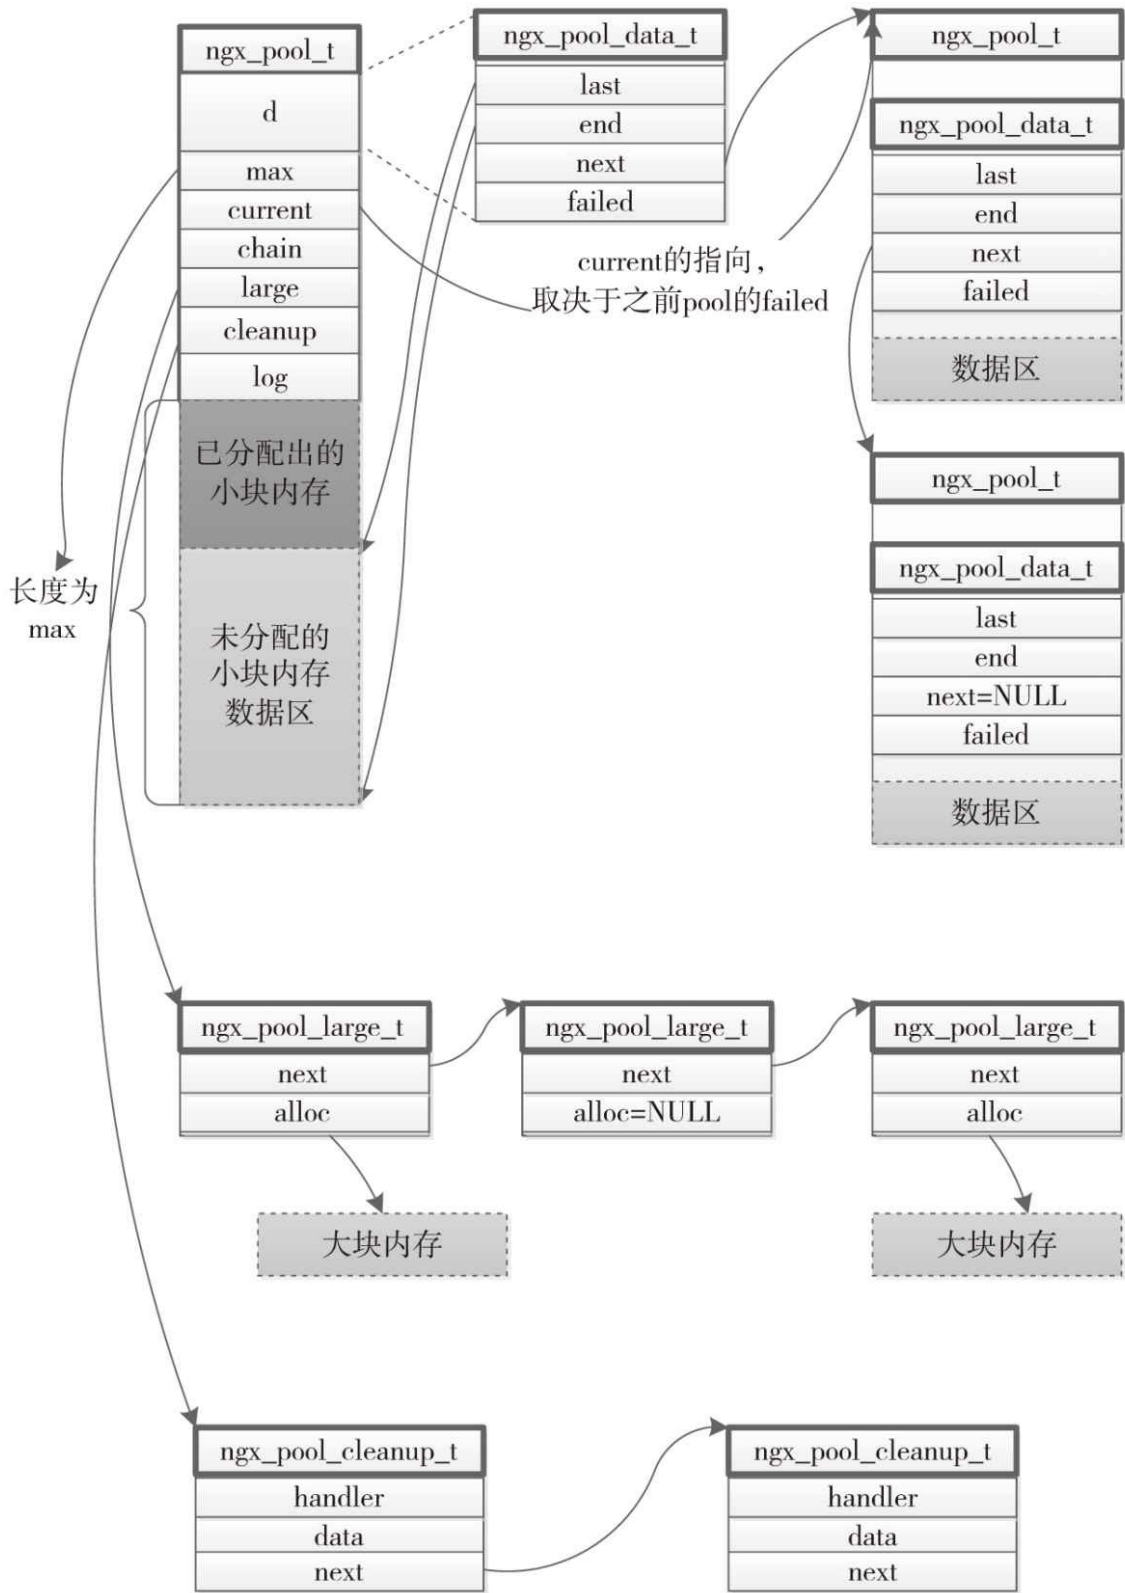 ngx_pool_t
d
max
current
chain
large
cleanup
log
已分配出的
小块内存
未分配的
小块内存
数据区
长度为
max
ngx_pool_data_t
last
end
next
failed
current的指向，
取决于之前pool的failed
ngx_pool_t
ngx_pool_data_t
last
end
next
failed
数据区
ngx_pool_t
ngx_pool_data_t
last
end
next=NULL
failed
数据区
ngx_pool_large_t
next
alloc
大块内存
ngx_pool_large_t
next
alloc=NULL
ngx_pool_large_t
next
alloc
大块内存
ngx_pool_cleanup_t
handler
data
next
ngx_pool_cleanup_t
handler
data
next